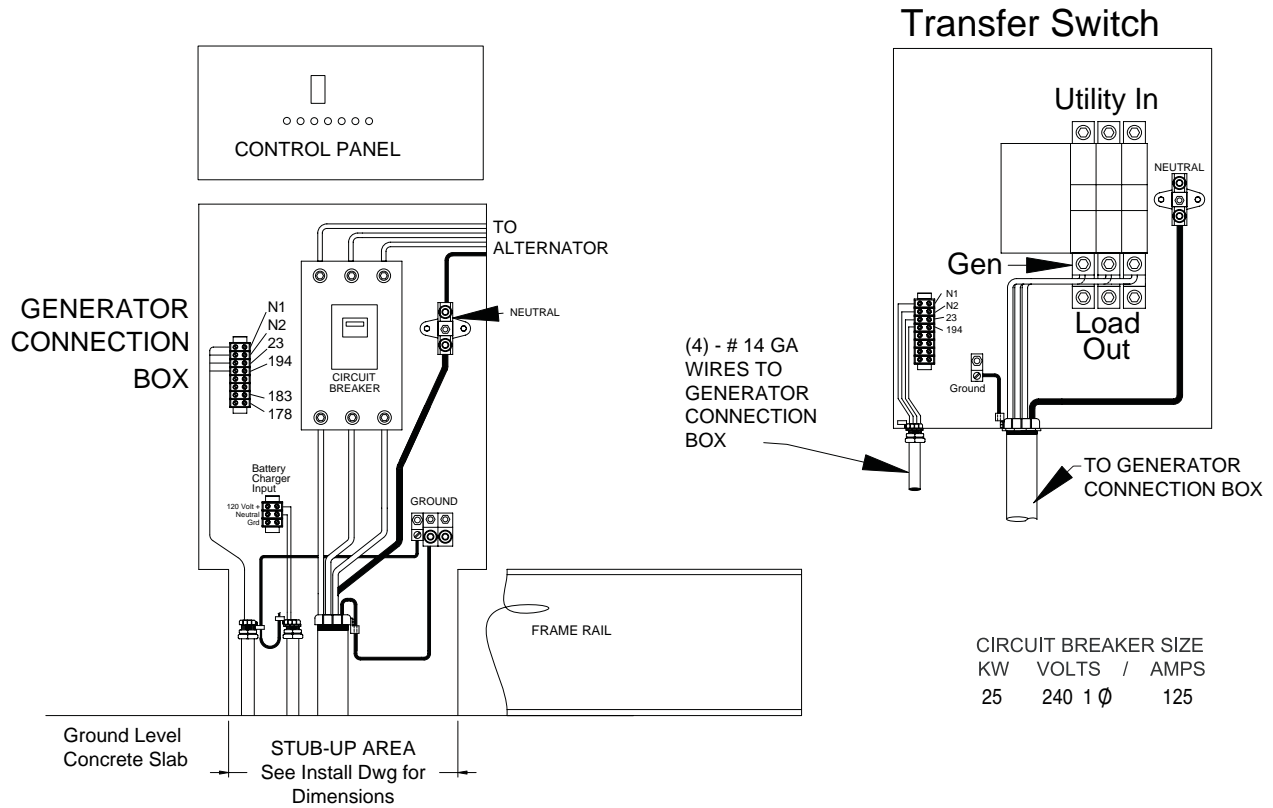 Transfer Switch
CONTROL PANEL
Utility In
NEUTRAL
TO
ALTERNATOR
GENERATOR
CONNECTION
BOX
N1
N2
23
194
183
178
CIRCUIT
BREAKER
NEUTRAL
Battery
Charger
Input
120 Volt +
Neutral
Grd
GROUND
Gen
N1
N2
23
194
Load
Out
Ground
(4) - # 14 GA
WIRES TO
GENERATOR
CONNECTION
BOX
TO GENERATOR
CONNECTION BOX
FRAME RAIL
CIRCUIT BREAKER SIZE
KW VOLTS / AMPS
25 240 1 Ø 125
Ground Level
Concrete Slab
STUB-UP AREA
See Install Dwg for
Dimensions